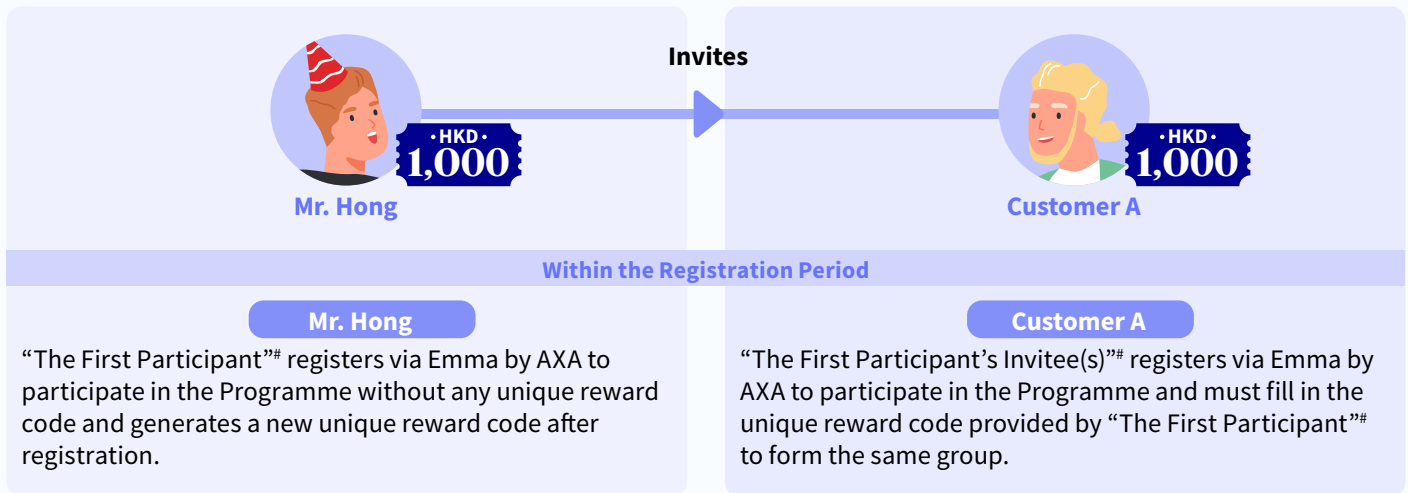 Invites
· HKD ·
1,000
Mr. Hong
· HKD ·
1,000
Customer A
Within the Registration Period
Mr. Hong
“The First Participant”# registers via Emma by AXA to
participate in the Programme without any unique reward
code and generates a new unique reward code after
registration.
Customer A
“The First Participant’s Invitee(s)”# registers via Emma by
AXA to participate in the Programme and must fill in the
unique reward code provided by “The First Participant”#
to form the same group.